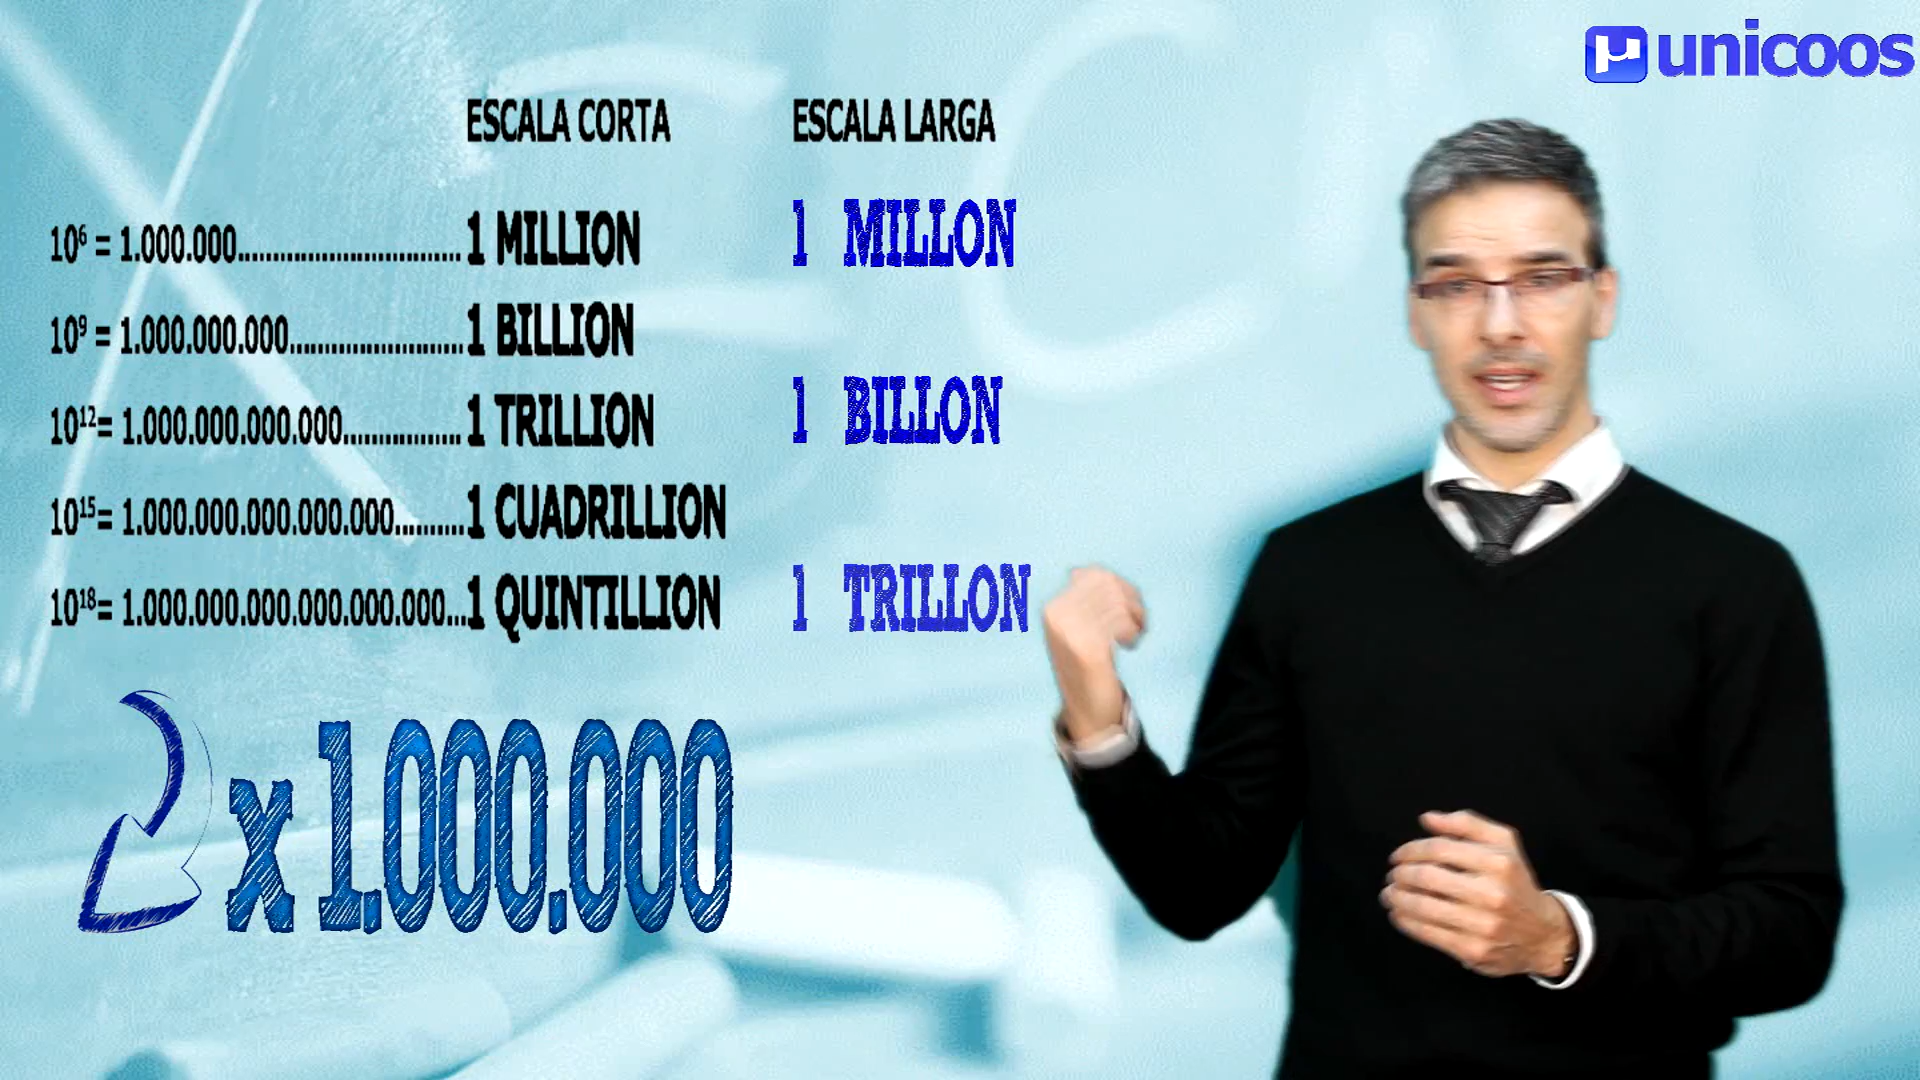 unicoos
ESCALA CORTA ESCALA LARGA
10⁶ = 1.000.000................................1 MILLION 1 MILLON
10⁹ = 1.000.000.000.........................1 BILLION
10¹²= 1.000.000.000.000.................1 TRILLION 1 BILLON
10¹⁵= 1.000.000.000.000.000..........1 CUADRILLION
10¹⁸= 1.000.000.000.000.000.000...1 QUINTILLION 1 TRILLON
x 1.000.000